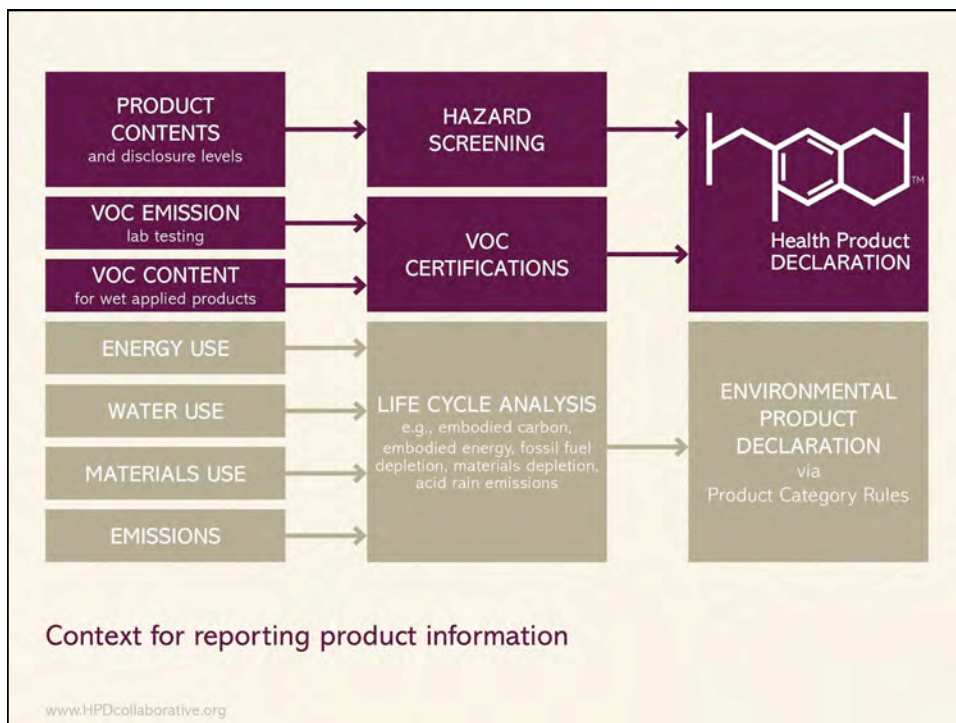 PRODUCT
CONTENTS
and disclosure levels
HAZARD
SCREENING
TM
Health Product
DECLARATION
VOC EMISSION
lab testing
VOC CONTENT
for wet applied products
VOC
CERTIFICATIONS
ENERGY USE
WATER USE
MATERIALS USE
EMISSIONS
LIFE CYCLE ANALYSIS
e.g., embodied carbon,
embodied energy, fossil fuel
depletion, materials depletion,
acid rain emissions
ENVIRONMENTAL
PRODUCT
DECLARATION
via
Product Category Rules
Context for reporting product information
www.HPDcollaborative.org